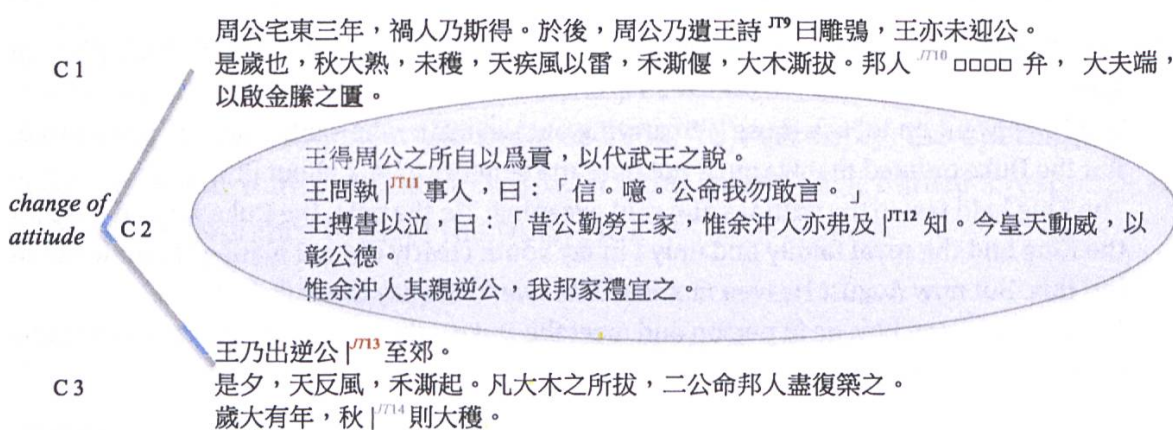 周公宅東三年，禍人乃斯得。於後，周公乃遺王詩 JT9 曰雕鴞，王亦未迎公。
C 1 是歲也，秋大熟，未穫，天疾風以雷，禾澌偃，大木澌拔。邦人 JT10 □□□□ 弁， 大夫端，
以啟金縢之匱。
王得周公之所自以爲貢，以代武王之說。
王問執|JT11 事人，曰：「信。噫，公命我勿敢言。」
change of attitude C 2 王搏書以泣，曰：「昔公勤勞王家，惟余沖人亦弗及|JT12 知。今皇天動威，以
彰公德。
惟余沖人其親逆公，我邦家禮宜之。
王乃出逆公|JT13 至郊。
C 3 是夕，天反風，禾澌起。凡大木之所拔，二公命邦人盡復築之。
歲大有年，秋|JT14 則大穫。